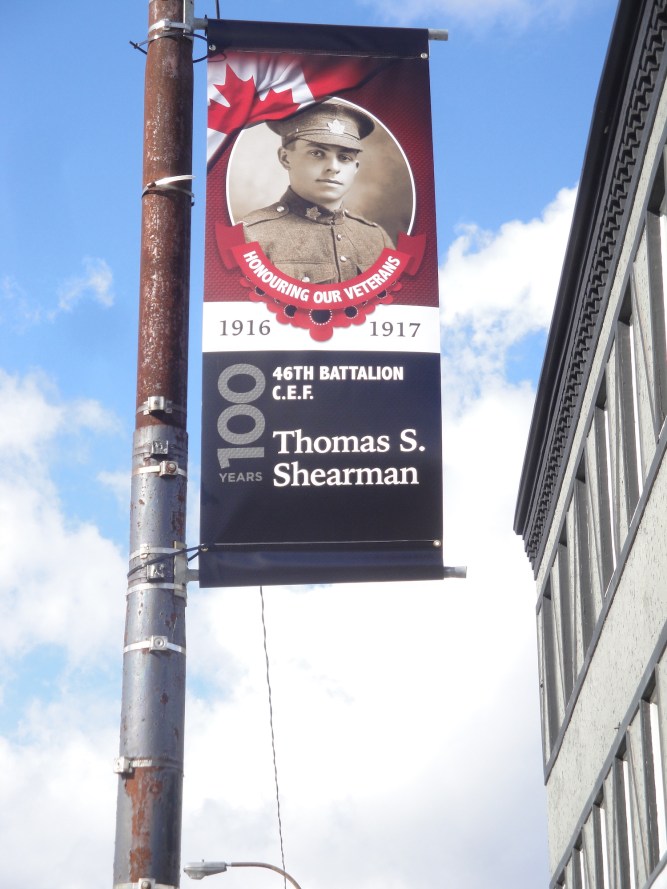 HONOURING OUR VETERANS
1916 1917
100
YEARS
46TH BATTALION
C.E.F.
Thomas S.
Shearman